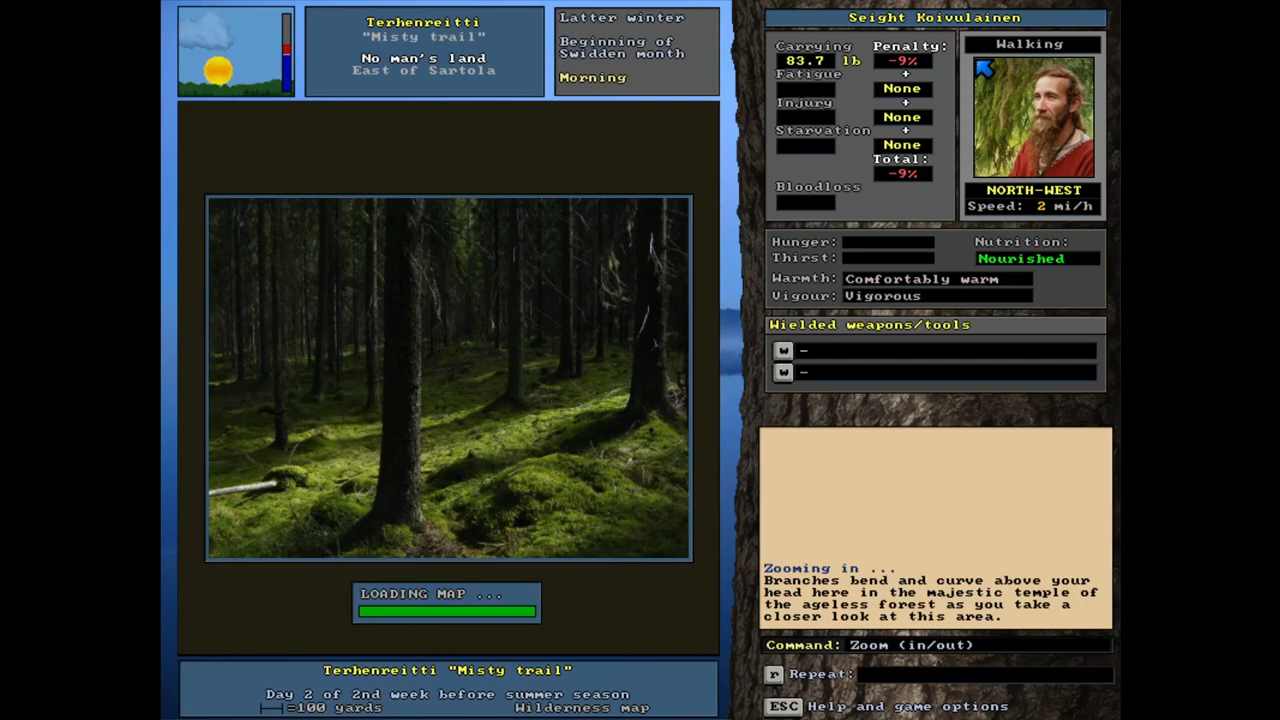 Terhenreitti
"Misty trail"
No man's land
East of Sartola
Latter winter
Beginning of
Swidden month
Morning
LOADING MAP ...
Terhenreitti "Misty trail"
Day 2 of 2nd week before summer season
=100 yards
Wilderness map
Seight Koivulainen
Carrying
Penalty:
83.7 lb
-9%
Fatigue
+
None
Injury
+
None
Starvation
+
None
Total:
-9%
Bloodloss
Walking
NORTH-WEST
Speed: 2 mi/h
Hunger:
Nutrition:
Thirst:
Nourished
Warmth: Comfortably warm
Vigour: Vigorous
Wielded weapons/tools
w -
w -
Zooming in ...
Branches bend and curve above your
head here in the majestic temple of
the ageless forest as you take a
closer look at this area.
Command: Zoom (in/out)
r Repeat:
ESC Help and game options